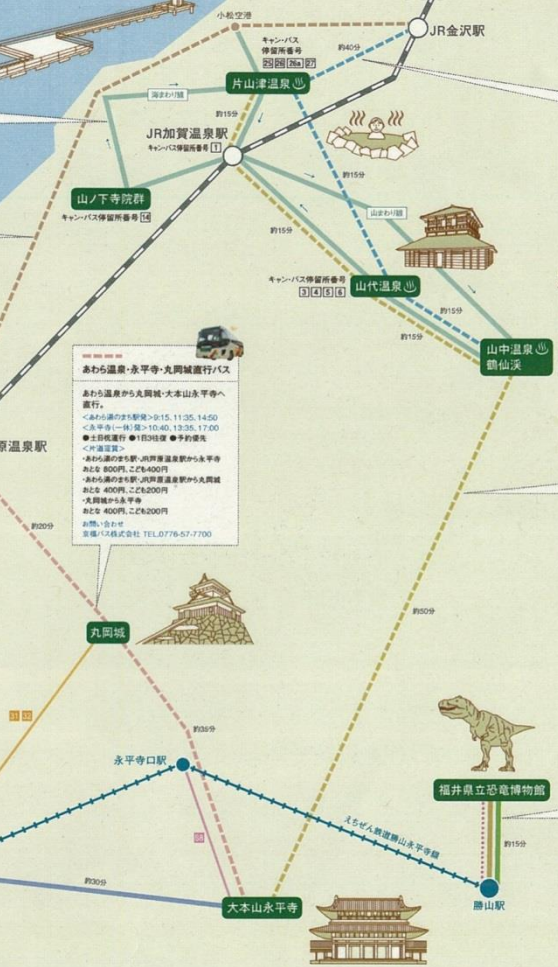 小松空港
JR金沢駅
キャン・バス
停留所番号
25 26 26a 27
約40分
片山津温泉
海まわり線
約15分
JR加賀温泉駅
キャン・バス停留所番号 1
山ノ下寺院群
キャン・バス停留所番号 14
約15分
山まわり線
約15分
キャン・バス停留所番号
3 4 5 6
山代温泉
約15分
約15分
山中温泉
鶴仙渓
あわら温泉・永平寺・丸岡城直行バス
あわら温泉から丸岡城・大本山永平寺へ
直行。
<あわら湯のまち駅発>9:15、11:35、14:50
<永平寺(一休)発>10:40、13:35、17:00
●土日祝運行 ●1日3往復 ●予約優先
<片道運賃>
・あわら湯のまち駅・JR芦原温泉駅から永平寺
おとな 800円、こども400円
・あわら湯のまち駅・JR芦原温泉駅から丸岡城
おとな 400円、こども200円
・丸岡城から永平寺
おとな 400円、こども200円
お問い合わせ
京福バス株式会社 TEL.0776-57-7700
原温泉駅
約20分
丸岡城
約50分
31 32
約35分
永平寺口駅
福井県立恐竜博物館
えちぜん鉄道勝山永平寺線
約15分
約30分
大本山永平寺
勝山駅